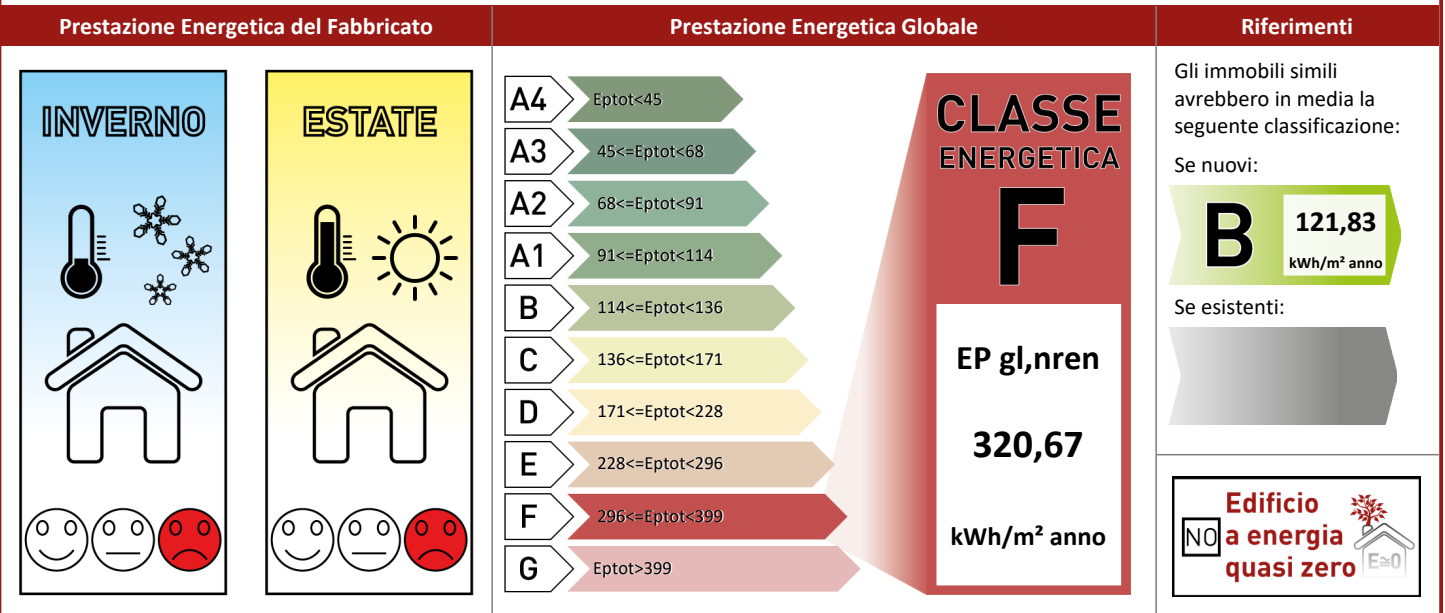 Prestazione Energetica del Fabbricato
INVERNO
ESTATE
Prestazione Energetica Globale
A4 Eptot<45
A3 45<=Eptot<68
A2 68<=Eptot<91
A1 91<=Eptot<114
B 114<=Eptot<136
C 136<=Eptot<171
D 171<=Eptot<228
E 228<=Eptot<296
F 296<=Eptot<399
G Eptot>399
CLASSE
ENERGETICA
F
EP gl,nren
320,67
kWh/m² anno
Riferimenti
Gli immobili simili
avrebbero in media la
seguente classificazione:
Se nuovi:
B 121,83
kWh/m² anno
Se esistenti:
Edificio
NO a energia
quasi zero
E≃0